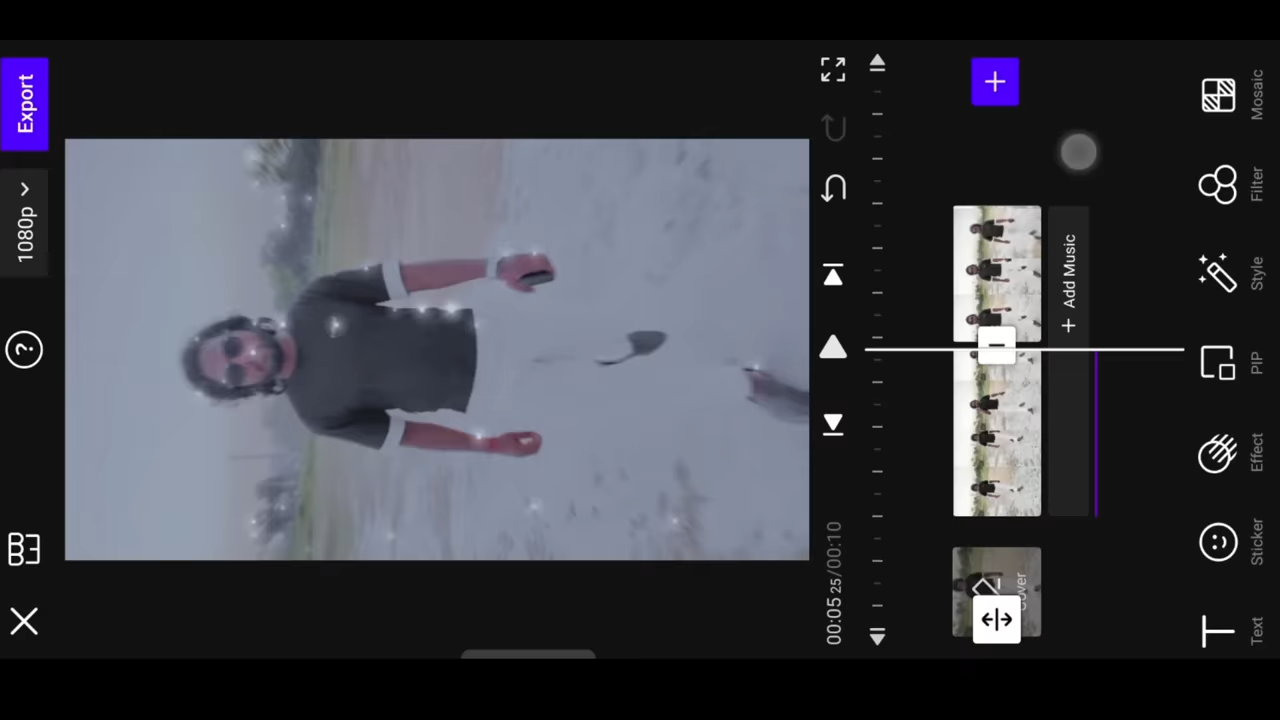 ?
1080p
Export
00:05 25/00:10
+ Add Music
Text
Sticker
Effect
PIP
Style
Filter
Mosaic